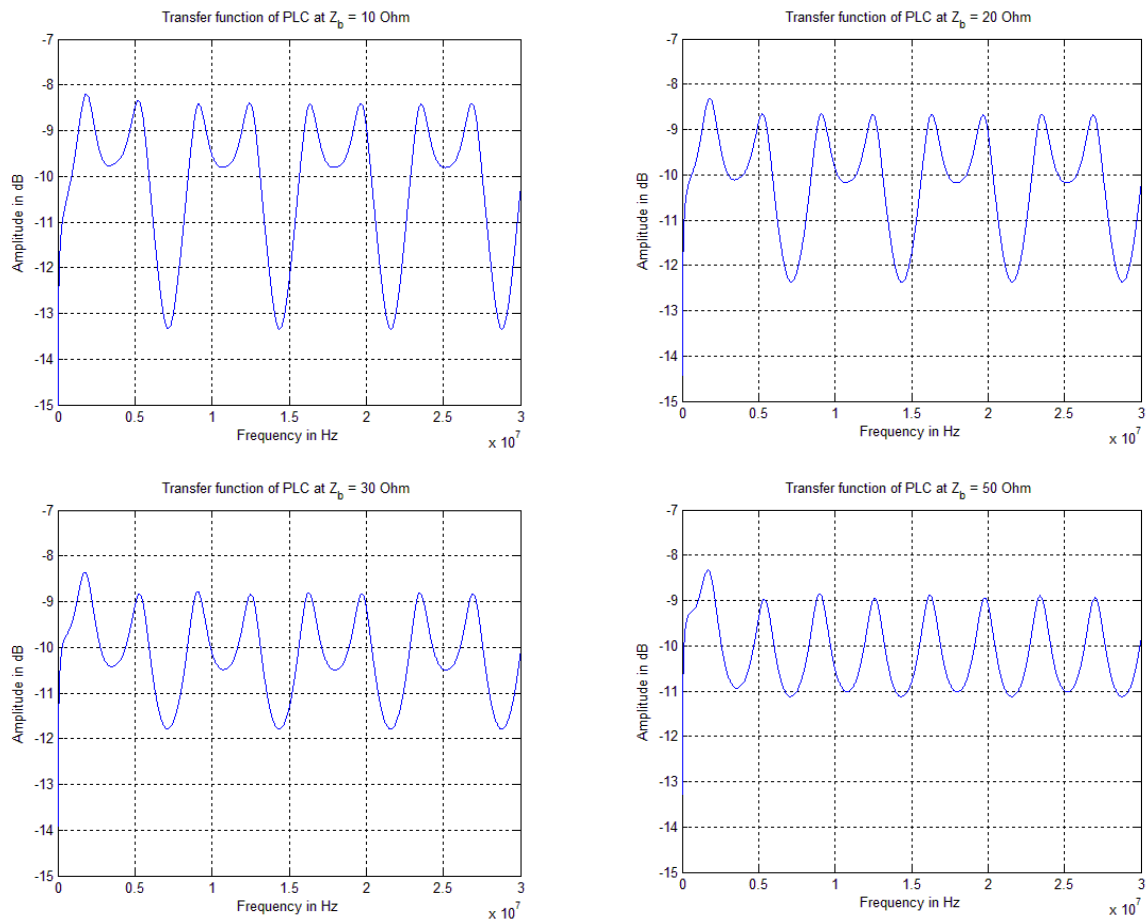 Transfer function of PLC at Z_b = 10 Ohm
-7
-8
-9
-10
-11
-12
-13
-14
-15
Amplitude in dB
0 0.5 1 1.5 2 2.5 3
Frequency in Hz
x 10^7
Transfer function of PLC at Z_b = 20 Ohm
-7
-8
-9
-10
-11
-12
-13
-14
-15
Amplitude in dB
0 0.5 1 1.5 2 2.5 3
Frequency in Hz
x 10^7
Transfer function of PLC at Z_b = 30 Ohm
-7
-8
-9
-10
-11
-12
-13
-14
-15
Amplitude in dB
0 0.5 1 1.5 2 2.5 3
Frequency in Hz
x 10^7
Transfer function of PLC at Z_b = 50 Ohm
-7
-8
-9
-10
-11
-12
-13
-14
-15
Amplitude in dB
0 0.5 1 1.5 2 2.5 3
Frequency in Hz
x 10^7